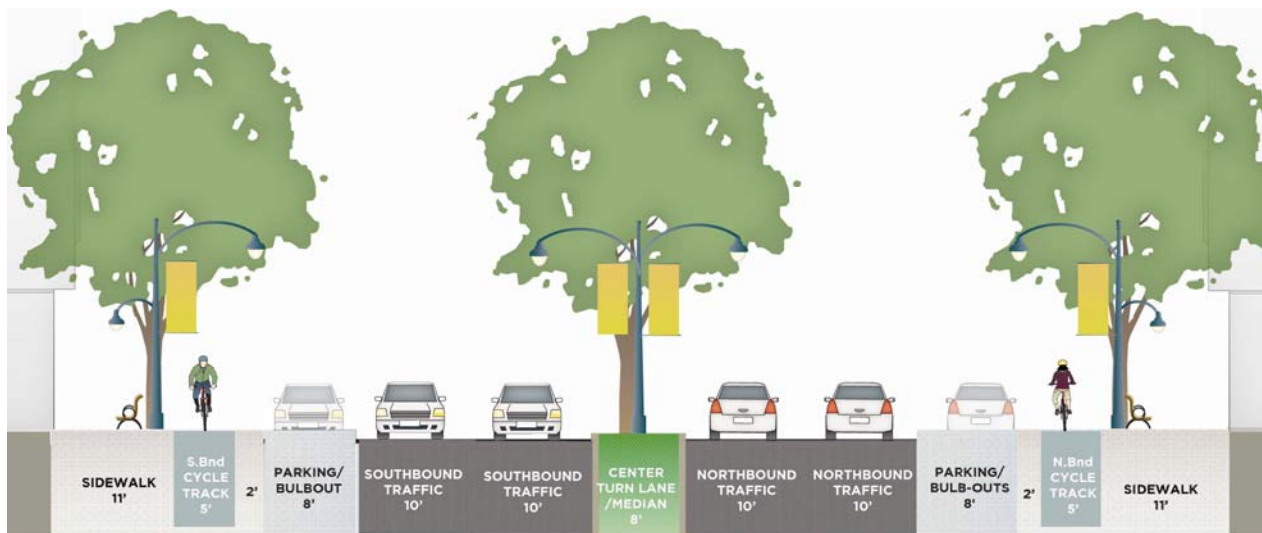 SIDEWALK
11'
S.Bnd
CYCLE
TRACK
5'
2'
PARKING/
BULBOUT
8'
SOUTHBOUND
TRAFFIC
10'
SOUTHBOUND
TRAFFIC
10'
CENTER
TURN LANE
/MEDIAN
8'
NORTHBOUND
TRAFFIC
10'
NORTHBOUND
TRAFFIC
10'
PARKING/
BULB-OUTS
8'
2'
N.Bnd
CYCLE
TRACK
5'
SIDEWALK
11'